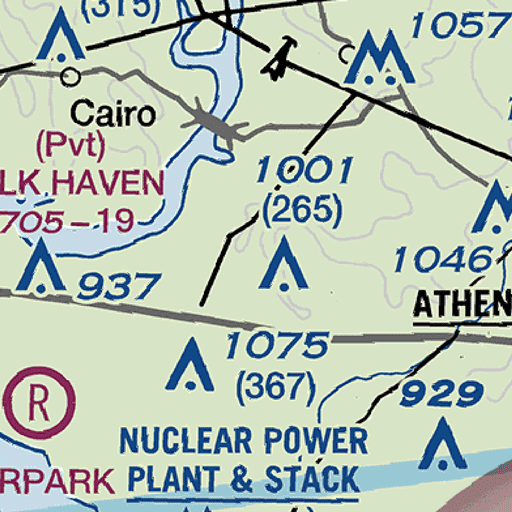 (315)
1057
Cairo
(Pvt)
LK HAVEN
705-19
1001
(265)
1046
937
ATHEN
1075
(367)
929
R
NUCLEAR POWER
PLANT & STACK
RPARK